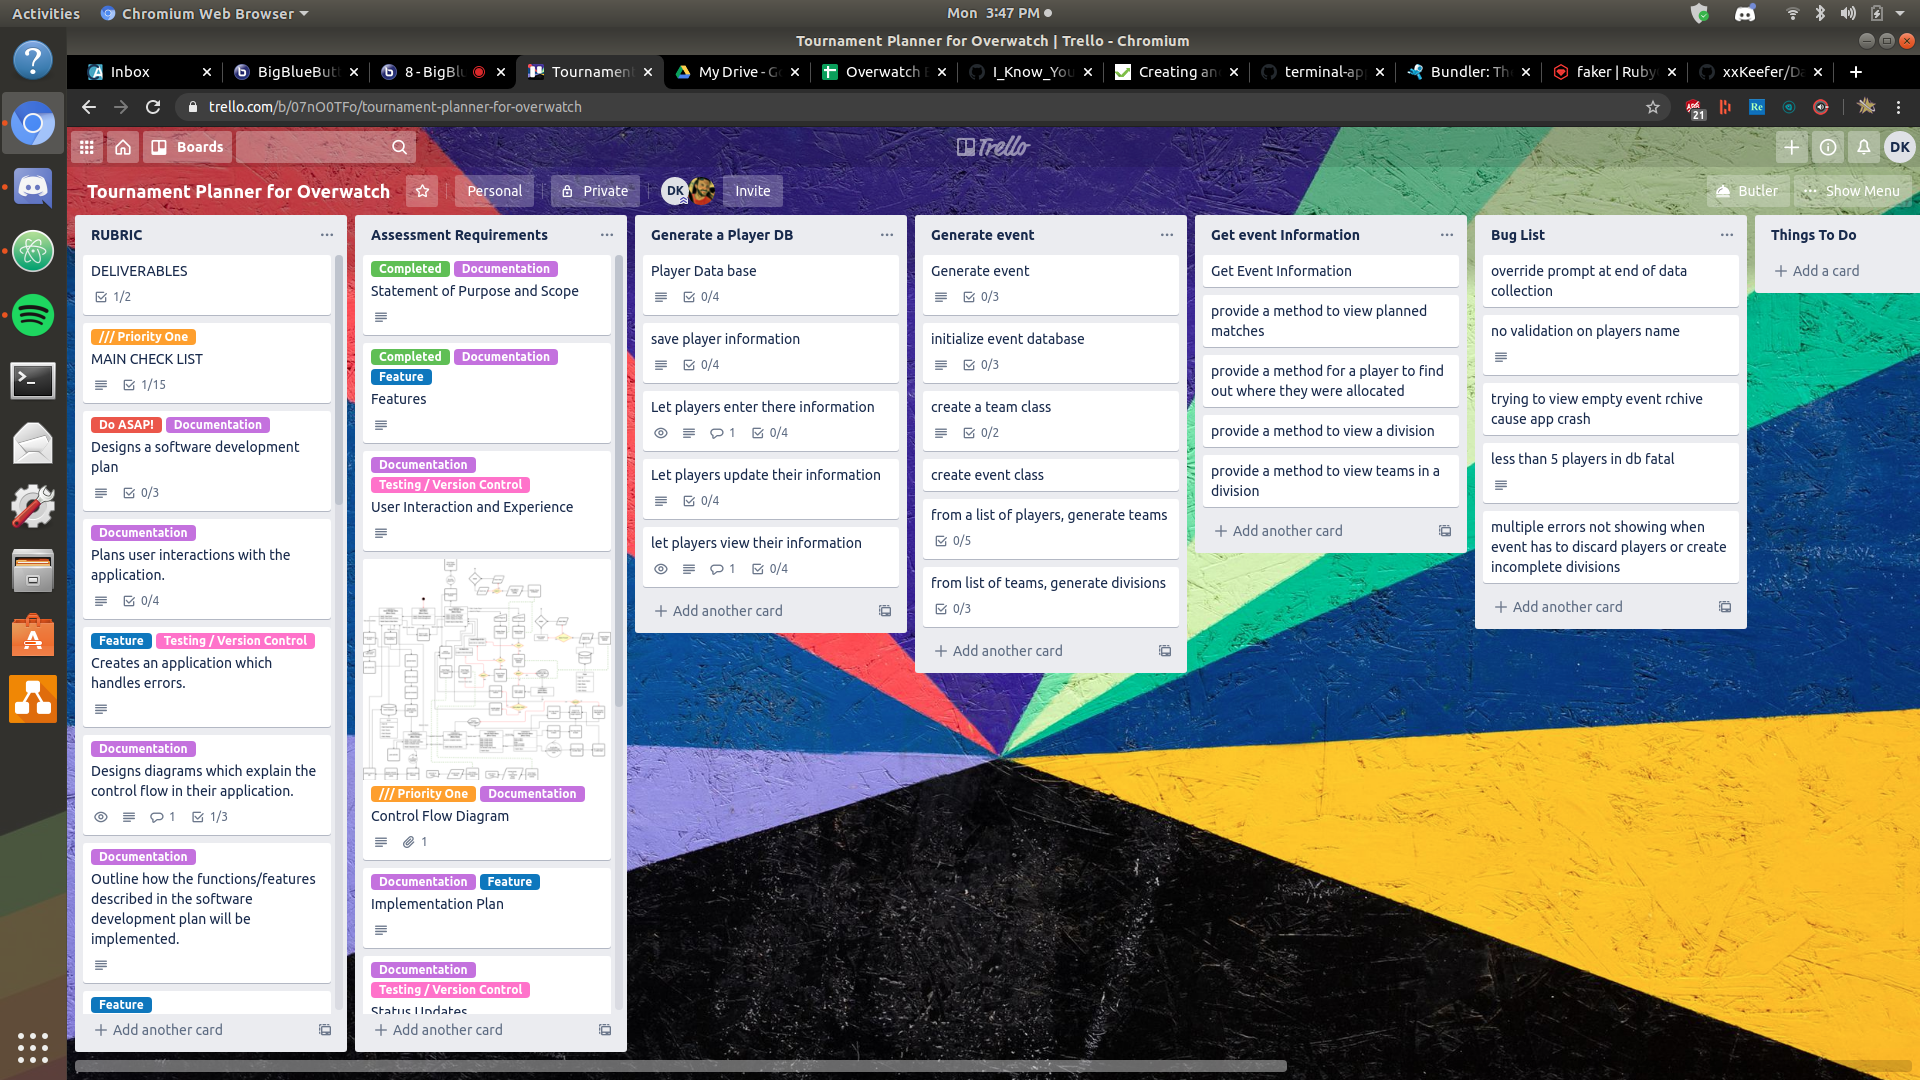 Activities
Chromium Web Browser
Mon 3:47 PM
Tournament Planner for Overwatch | Trello - Chromium
Inbox
BigBlueBut
8 - BigBl
Tournament
My Drive - G
Overwatch
I_Know_You
Creating an
terminal-ap
Bundler: Th
faker | Ruby
xxKeefer/D
trello.com/b/07nO0TFo/tournament-planner-for-overwatch
21
Re
Boards
Trello
DK
Tournament Planner for Overwatch
Personal
Private
DK
Invite
Butler
Show Menu
RUBRIC
DELIVERABLES
1/2
/// Priority One
MAIN CHECK LIST
1/15
Do ASAP!
Documentation
Designs a software development
plan
0/3
Documentation
Plans user interactions with the
application.
0/4
Feature
Testing / Version Control
Creates an application which
handles errors.
Documentation
Designs diagrams which explain the
control flow in their application.
1
1/3
Documentation
Outline how the functions/features
described in the software
development plan will be
implemented.
Feature
+ Add another card
Assessment Requirements
Completed
Documentation
Statement of Purpose and Scope
Completed
Documentation
Feature
Features
Documentation
Testing / Version Control
User Interaction and Experience
/// Priority One
Documentation
Control Flow Diagram
1
Documentation
Feature
Implementation Plan
Documentation
Testing / Version Control
Status Updates
+ Add another card
Generate a Player DB
Player Data base
0/4
save player information
0/4
Let players enter there information
1
0/4
Let players update their information
0/4
let players view their information
1
0/4
+ Add another card
Generate event
Generate event
0/3
initialize event database
0/3
create a team class
0/2
create event class
from a list of players, generate teams
0/5
from list of teams, generate divisions
0/3
+ Add another card
Get event Information
Get Event Information
provide a method to view planned
matches
provide a method for a player to find
out where they were allocated
provide a method to view a division
provide a method to view teams in a
division
+ Add another card
Bug List
override prompt at end of data
collection
no validation on players name
trying to view empty event rchive
cause app crash
less than 5 players in db fatal
multiple errors not showing when
event has to discard players or create
incomplete divisions
+ Add another card
Things To Do
+ Add a card